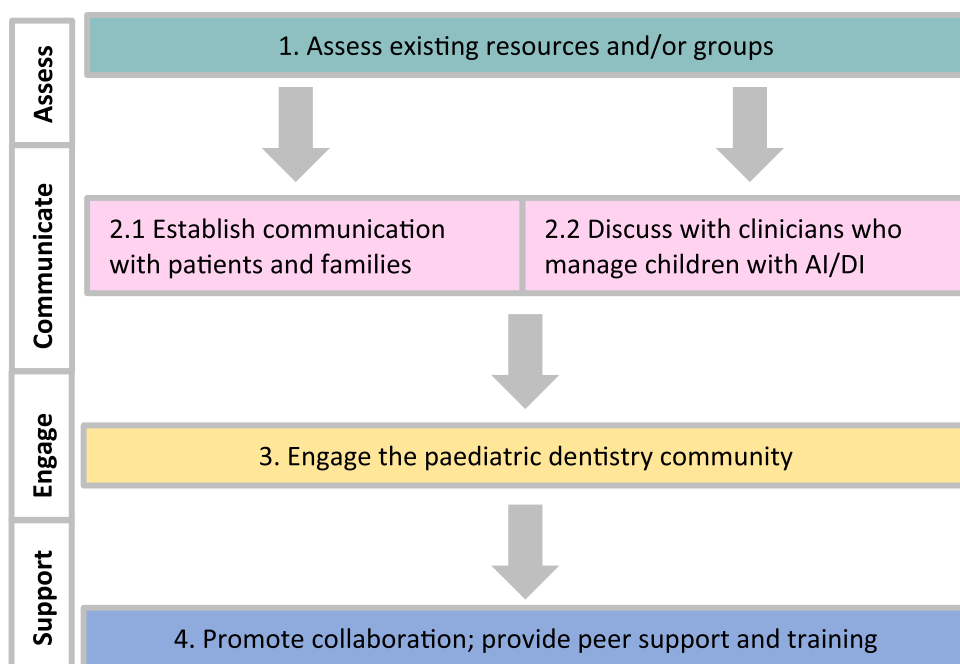 Assess
1. Assess existing resources and/or groups
Communicate
2.1 Establish communication
with patients and families
2.2 Discuss with clinicians who
manage children with AI/DI
Engage
3. Engage the paediatric dentistry community
Support
4. Promote collaboration; provide peer support and training